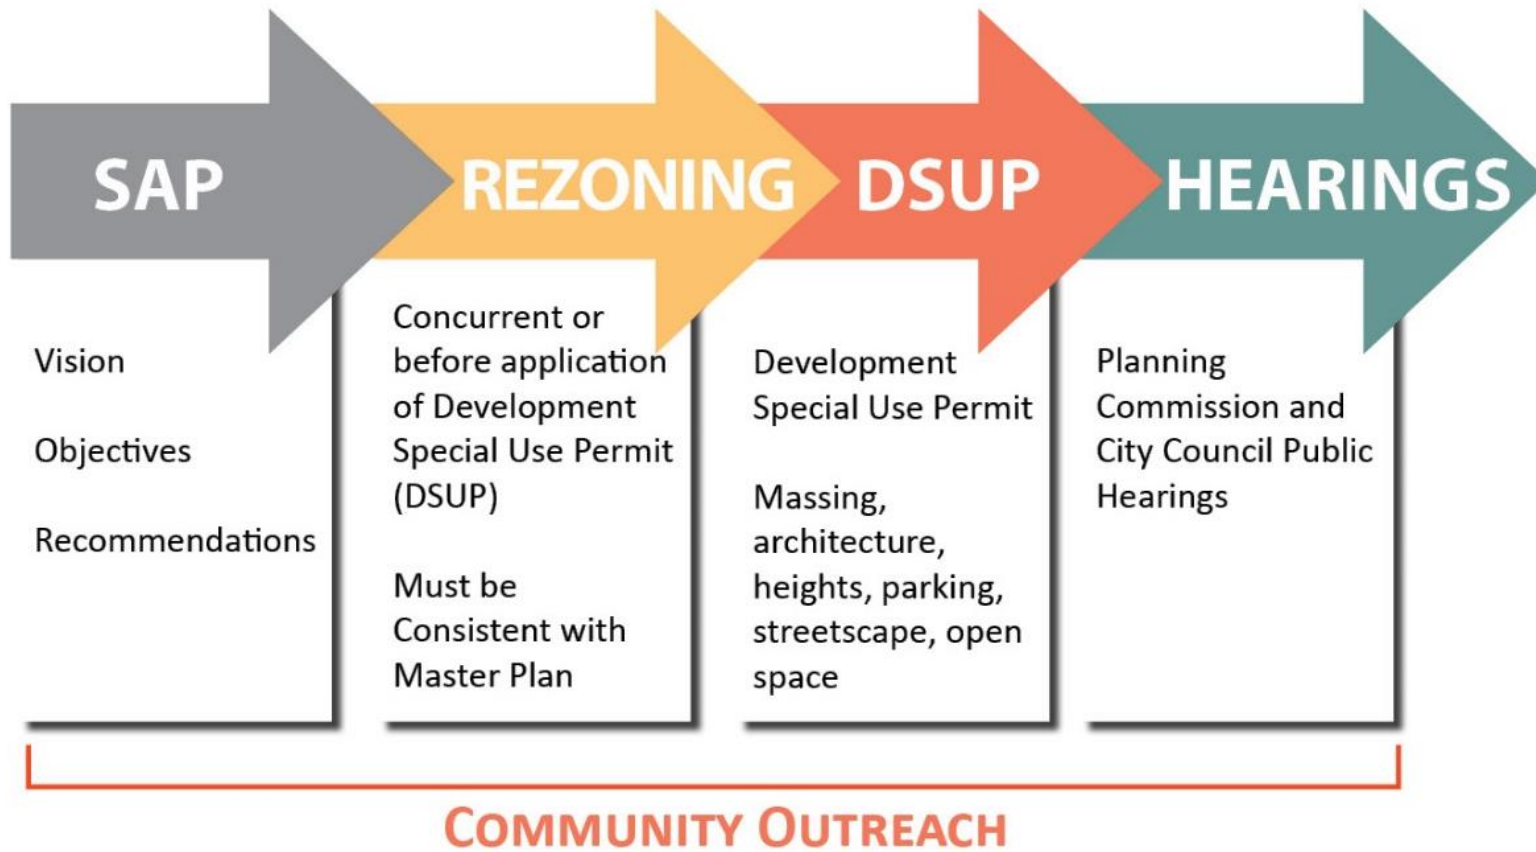 SAP
REZONING
DSUP
HEARINGS
Vision
Objectives
Recommendations
Concurrent or
before application
of Development
Special Use Permit
(DSUP)
Must be
Consistent with
Master Plan
Development
Special Use Permit
Massing,
architecture,
heights, parking,
streetscape, open
space
Planning
Commission and
City Council Public
Hearings
COMMUNITY OUTREACH